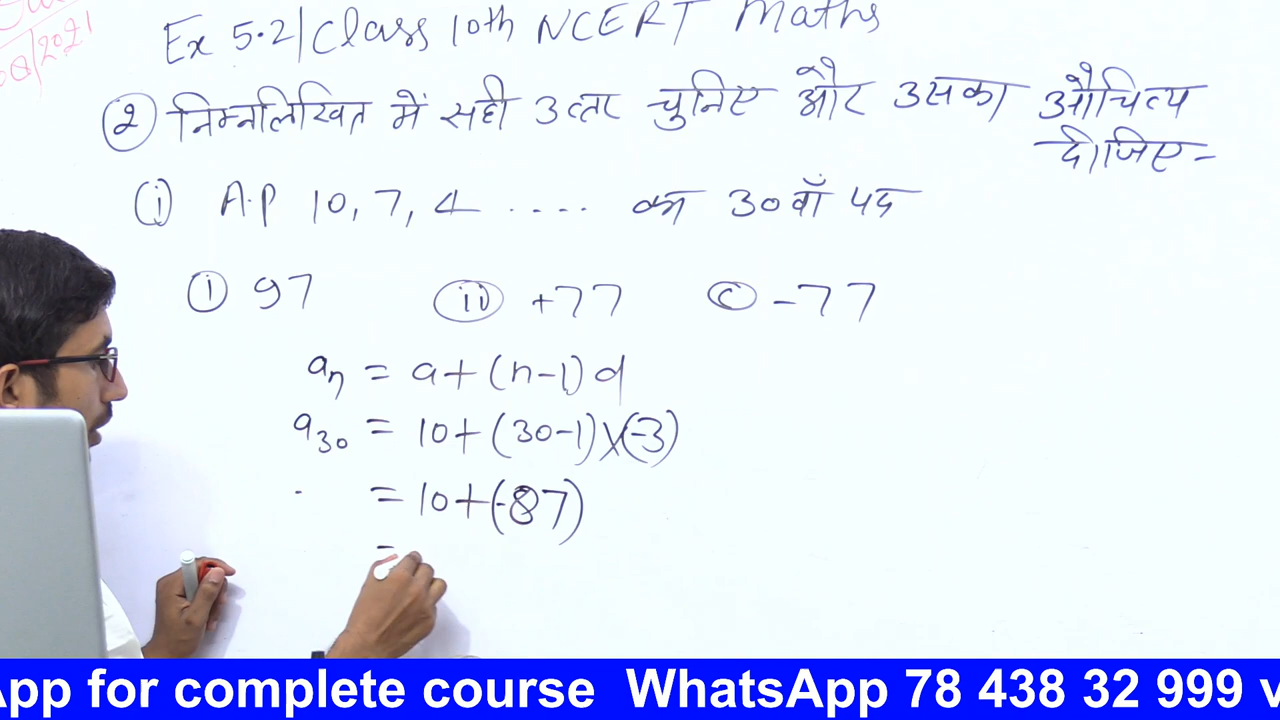 08/2021
Ex 5.2/Class 10th NCERT Maths
② निम्नलिखित में सही उत्तर चुनिए और उसका औचित्य
दीजिए-
(i) A.P 10, 7, 4 .... का 30वाँ पद
(i) 97 (ii) +77 (C) -77
aₙ = a+(n-1)d
a₃₀ = 10+(30-1)×(-3)
= 10+(-87)
=
App for complete course WhatsApp 78 438 32 999